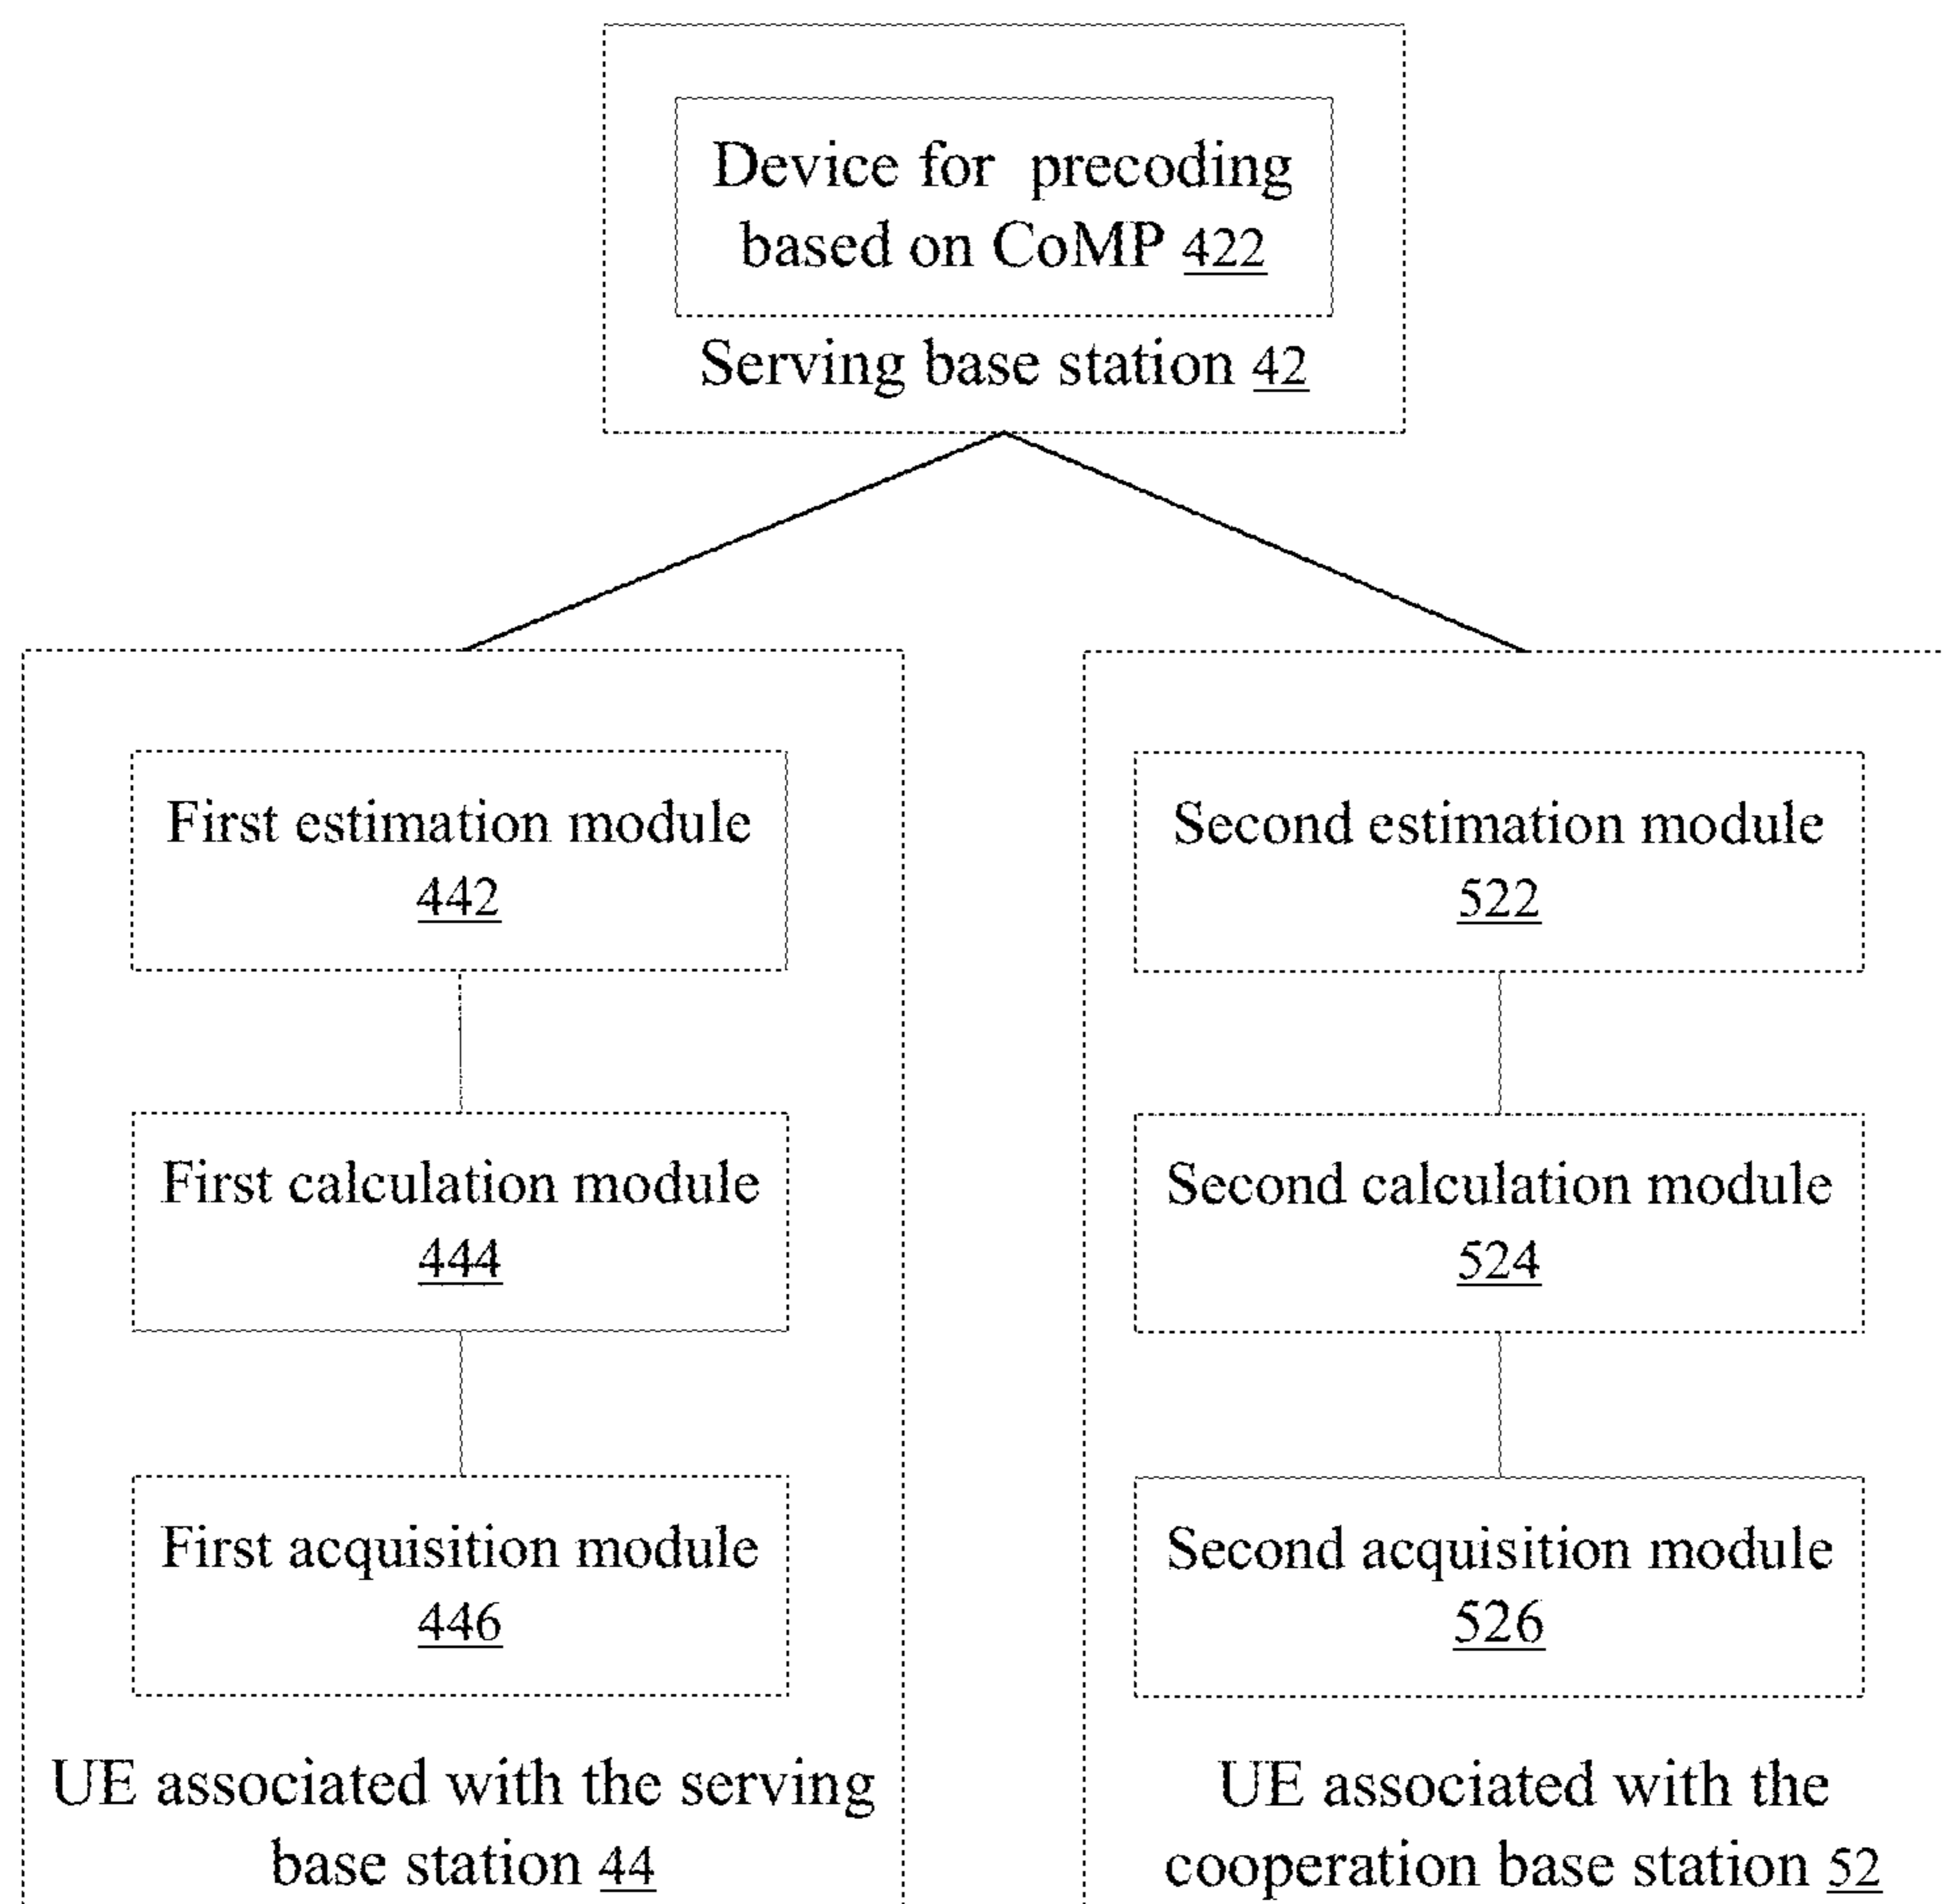 Device for precoding
based on CoMP 422
Serving base station 42
First estimation module
442
First calculation module
444
First acquisition module
446
UE associated with the serving
base station 44
Second estimation module
522
Second calculation module
524
Second acquisition module
526
UE associated with the
cooperation base station 52